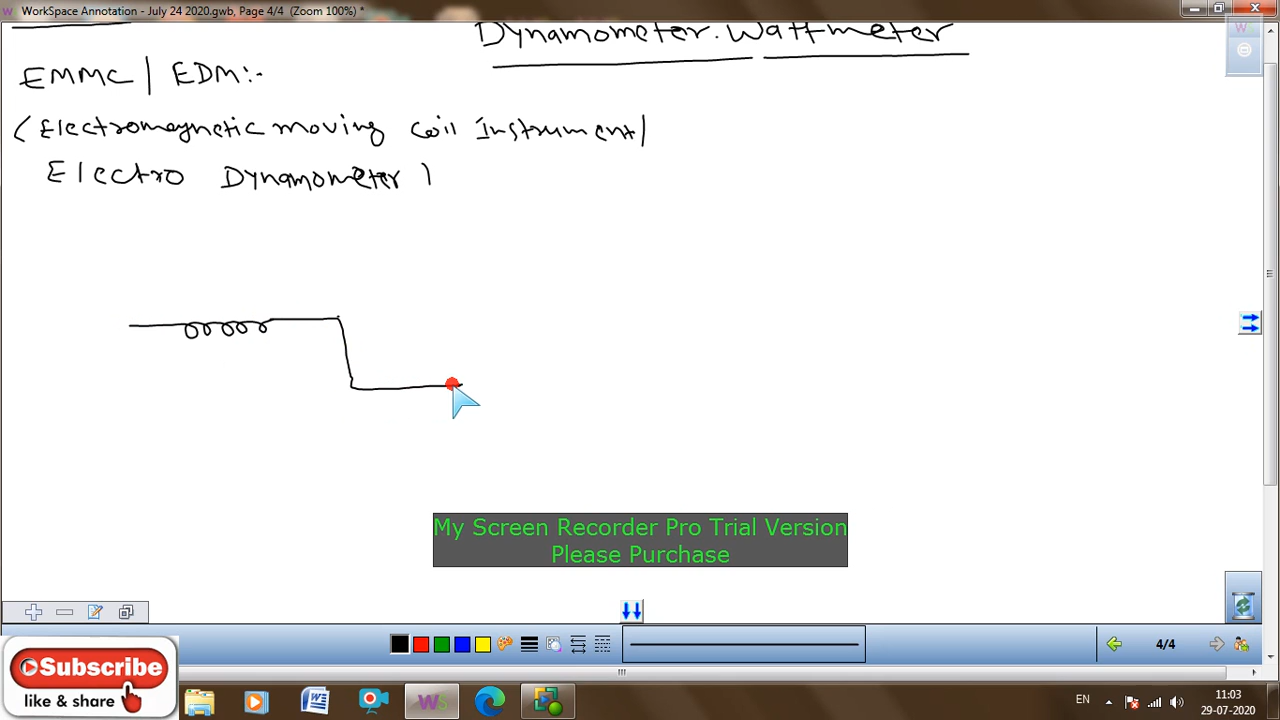 WorkSpace Annotation - July 24 2020.gwb, Page 4/4 (Zoom 100%) *
Dynamometer. Wattmeter
EMMC | EDM:-
(Electromagnetic moving coil Instrument|
Electro Dynamometer)
My Screen Recorder Pro Trial Version
Please Purchase
4/4
Subscribe
like & share
EN
11:03
29-07-2020